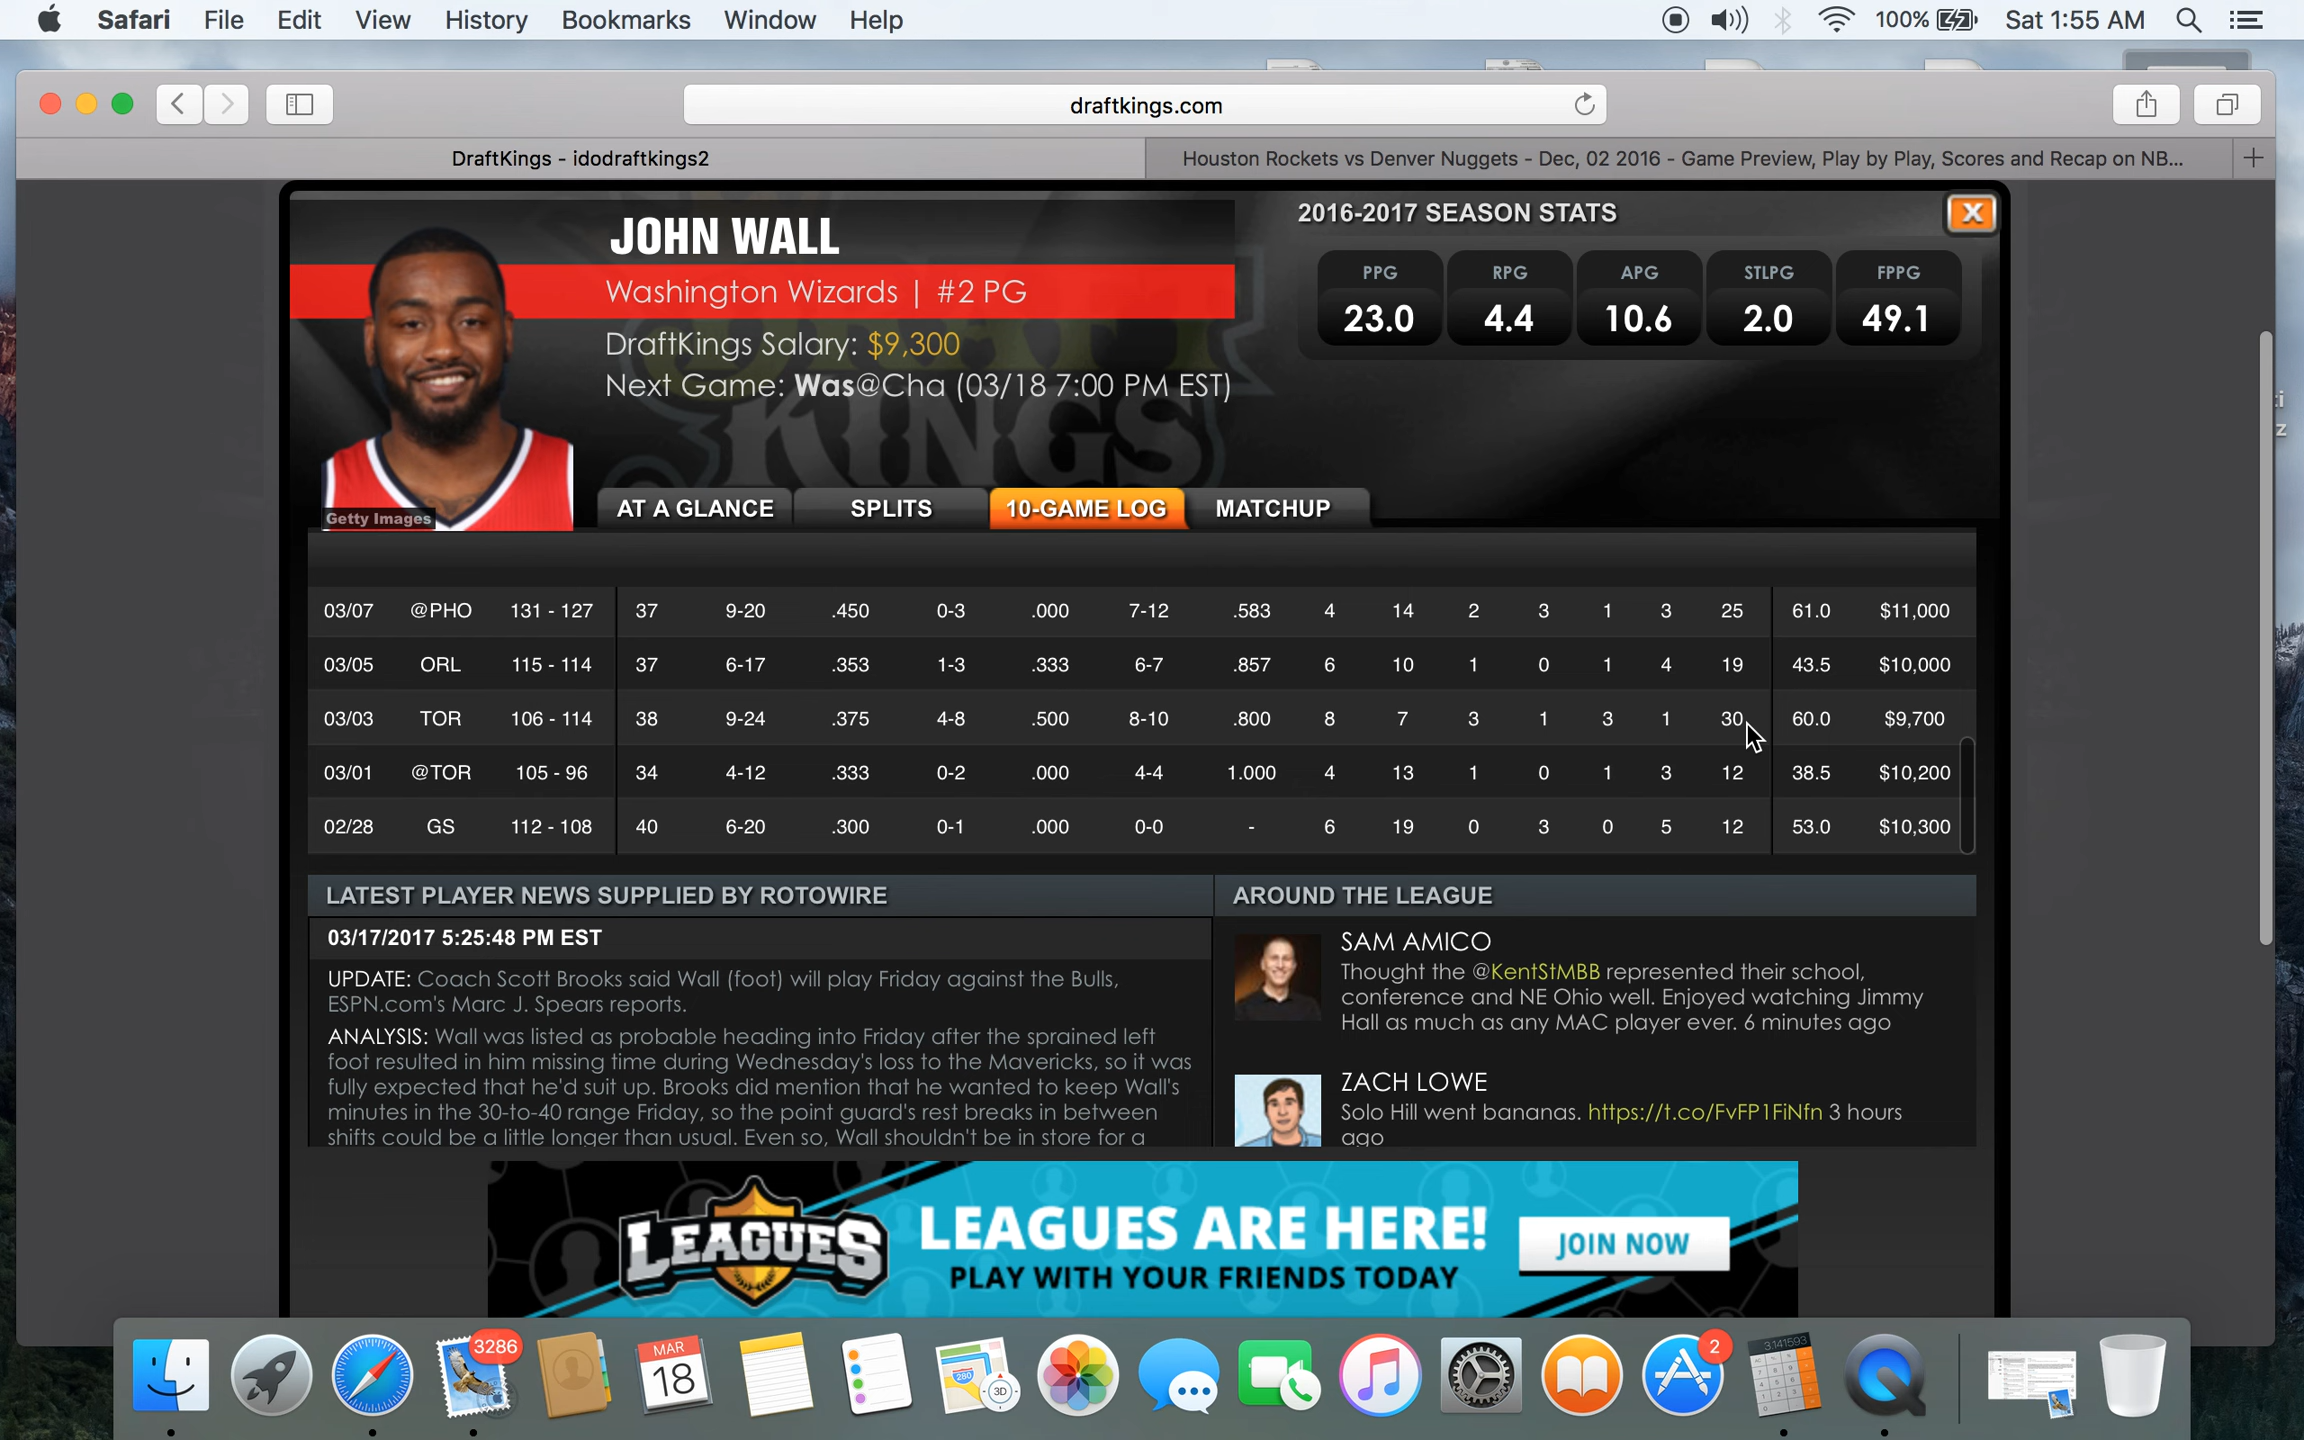 Safari File Edit View History Bookmarks Window Help 100% Sat 1:55 AM
draftkings.com
DraftKings - idodraftkings2
Houston Rockets vs Denver Nuggets - Dec, 02 2016 - Game Preview, Play by Play, Scores and Recap on NB...
JOHN WALL
Washington Wizards | #2 PG
DraftKings Salary: $9,300
Next Game: Was@Cha (03/18 7:00 PM EST)
KINGS
Getty Images
2016-2017 SEASON STATS
PPG RPG APG STLPG FPPG
23.0 4.4 10.6 2.0 49.1
AT A GLANCE SPLITS 10-GAME LOG MATCHUP
03/07 @PHO 131 - 127 37 9-20 .450 0-3 .000 7-12 .583 4 14 2 3 1 3 25 61.0 $11,000
03/05 ORL 115 - 114 37 6-17 .353 1-3 .333 6-7 .857 6 10 1 0 1 4 19 43.5 $10,000
03/03 TOR 106 - 114 38 9-24 .375 4-8 .500 8-10 .800 8 7 3 1 3 1 30 60.0 $9,700
03/01 @TOR 105 - 96 34 4-12 .333 0-2 .000 4-4 1.000 4 13 1 0 1 3 12 38.5 $10,200
02/28 GS 112 - 108 40 6-20 .300 0-1 .000 0-0 - 6 19 0 3 0 5 12 53.0 $10,300
LATEST PLAYER NEWS SUPPLIED BY ROTOWIRE
03/17/2017 5:25:48 PM EST
UPDATE: Coach Scott Brooks said Wall (foot) will play Friday against the Bulls,
ESPN.com's Marc J. Spears reports.
ANALYSIS: Wall was listed as probable heading into Friday after the sprained left
foot resulted in him missing time during Wednesday's loss to the Mavericks, so it was
fully expected that he'd suit up. Brooks did mention that he wanted to keep Wall's
minutes in the 30-to-40 range Friday, so the point guard's rest breaks in between
shifts could be a little longer than usual. Even so, Wall shouldn't be in store for a
AROUND THE LEAGUE
SAM AMICO
Thought the @KentStMBB represented their school,
conference and NE Ohio well. Enjoyed watching Jimmy
Hall as much as any MAC player ever. 6 minutes ago
ZACH LOWE
Solo Hill went bananas. https://t.co/FvFP1FiNfn 3 hours
ago
LEAGUES
LEAGUES ARE HERE!
PLAY WITH YOUR FRIENDS TODAY
JOIN NOW
3286
MAR
18
280
3D
2
3.141593